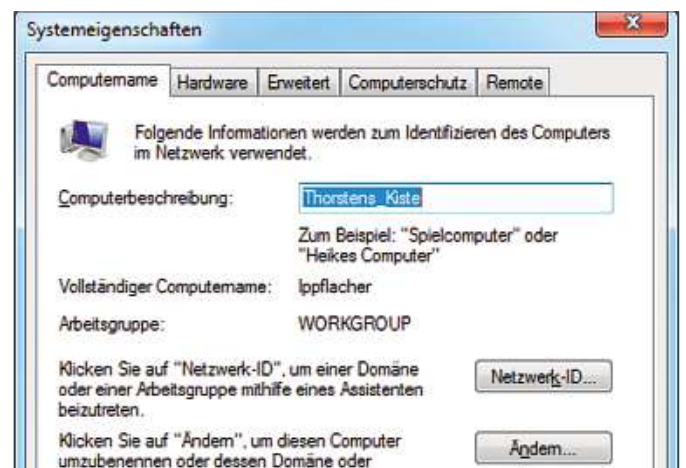 Systemeigenschaften
Computername Hardware Erweitert Computerschutz Remote
Folgende Informationen werden zum Identifizieren des Computers
im Netzwerk verwendet.
Computerbeschreibung: Thorstens_Kiste
Zum Beispiel: "Spielcomputer" oder
"Heikes Computer"
Vollständiger Computername: lppflacher
Arbeitsgruppe: WORKGROUP
Klicken Sie auf "Netzwerk-ID", um einer Domäne
oder einer Arbeitsgruppe mithilfe eines Assistenten
beizutreten.
Netzwerk-ID...
Klicken Sie auf "Ändern", um diesen Computer
umzubenennen oder dessen Domäne oder
Ändern...